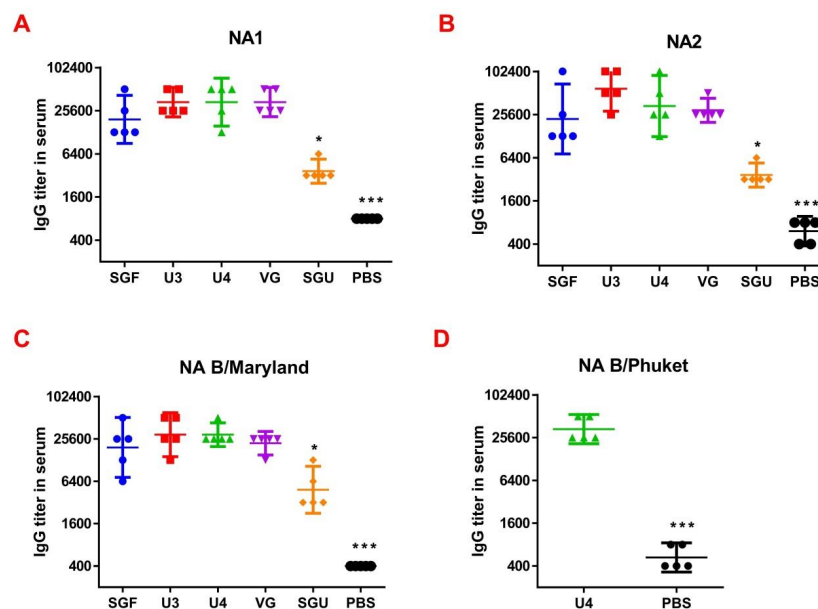 A
NA1
IgG titer in serum
102400
25600
6400
1600
400
*
***
SGF U3 U4 VG SGU PBS
B
NA2
IgG titer in serum
102400
25600
6400
1600
400
*
***
SGF U3 U4 VG SGU PBS
C
NA B/Maryland
IgG titer in serum
102400
25600
6400
1600
400
*
***
SGF U3 U4 VG SGU PBS
D
NA B/Phuket
IgG titer in serum
102400
25600
6400
1600
400
***
U4 PBS